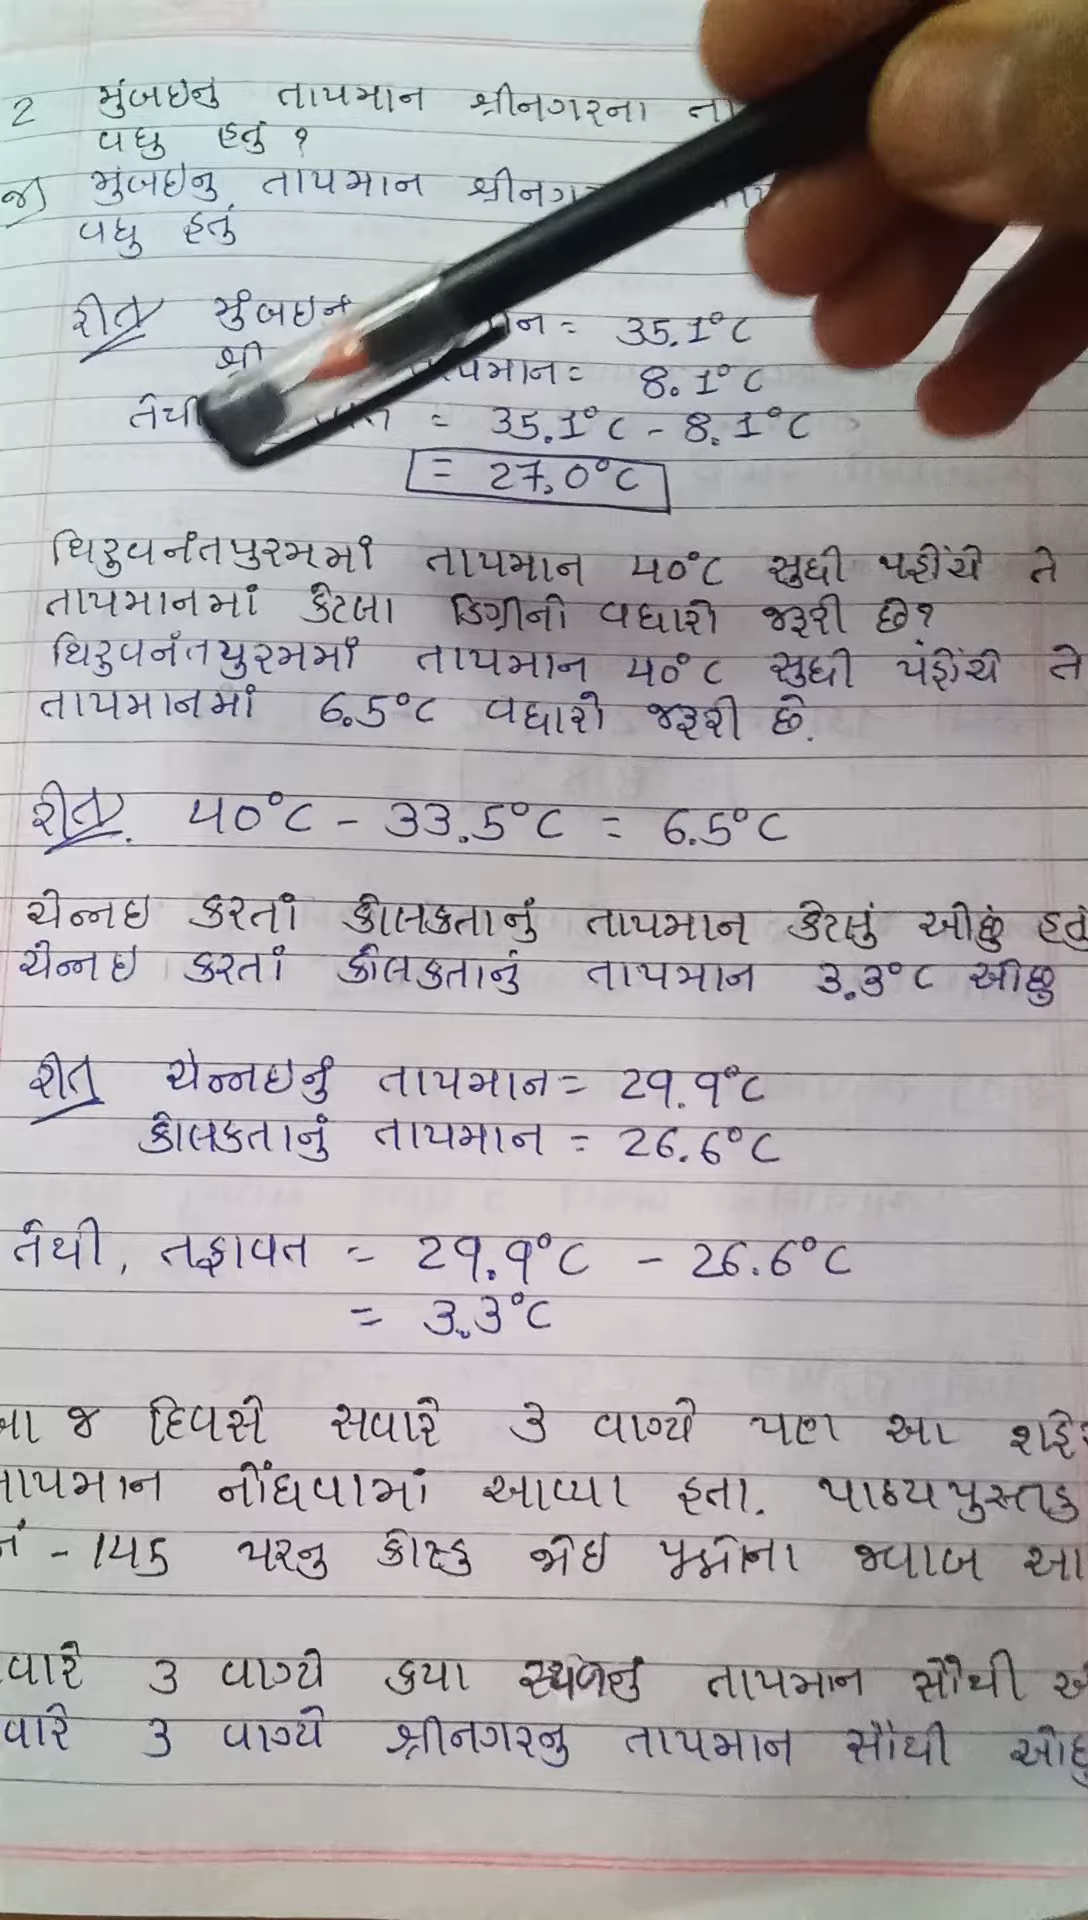 2 મુંબઇનું તાપમાન શ્રીનગરના
વધુ હતું ?
જ) મુંબઇનુ તાપમાન
વધુ હતું
રીત મુંબઇનં = 35.1°C
શ્રી = 8.1°C
તેથી = 35.1°C - 8.1°C
= 27.0°C
થિરુવનંતપુરમમાં તાપમાન 40°C સુધી પહોંચે તે
તાપમાનમાં કેટલા ડિગ્રીનો વધારો જરૂરી છે?
થિરુવનંતપુરમમાં તાપમાન 40°C સુધી પંહોંચે તે
તાપમાનમાં 6.5°C વધારો જરૂરી છે.
રીત. 40°C - 33.5°C = 6.5°C
ચેન્નઇ કરતાં કોલકતાનું તાપમાન કેટલું ઓછું હતું
ચેન્નઇ કરતાં કોલકતાનું તાપમાન 3.3°C ઓછુ
રીત ચેન્નઇનું તાપમાન = 29.9°C
કોલકતાનું તાપમાન = 26.6°C
તેથી, તફાવત = 29.9°C - 26.6°C
= 3.3°C
આ જ દિવસે સવારે 3 વાગ્યે પણ આ
તાપમાન નોંધવામાં આવ્યા હતા. પાઠ્યપુસ્તક
નં - 145 પરનુ કોષ્ટક જોઇ પ્રશ્નોના જવાબ આ
વારે 3 વાગ્યે કયા સ્થળનું તાપમાન સૌથી
વારે 3 વાગ્યે શ્રીનગરનુ તાપમાન સૌથી ઓછુ